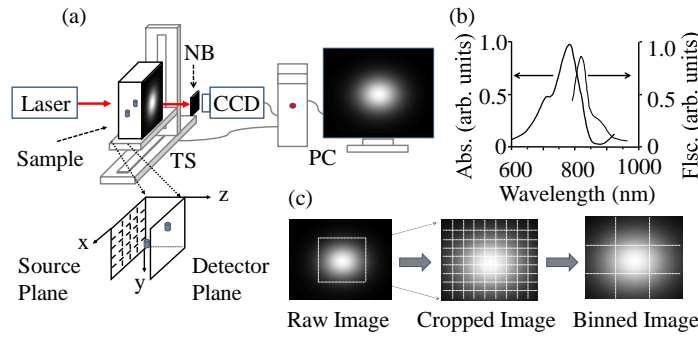 (a)
NB
Laser
CCD
Sample
TS
PC
z
x
y
Source
Plane
Detector
Plane
(b)
Abs. (arb. units)
1.0
0.5
0
1.0
0.5
0
Flsc. (arb. units)
600
800
1000
Wavelength (nm)
(c)
Raw Image
Cropped Image
Binned Image